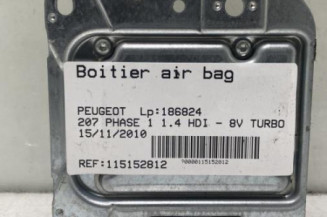 Boitier air bag
PEUGEOT Lp:186824
207 PHASE 1 1.4 HDI - 8V TURBO
15/11/2010
REF:115152812
*0000115152812